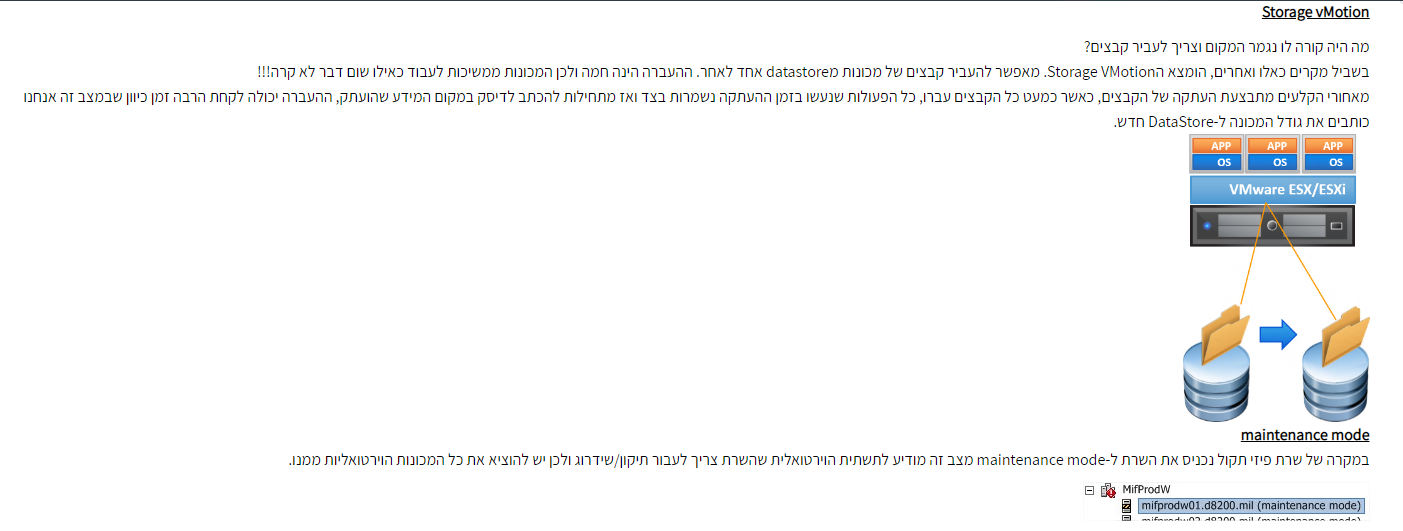 Storage vMotion
מה היה קורה לו נגמר המקום וצריך לעביר קבצים?
בשביל מקרים כאלו ואחרים, הומצא הStorage VMotion. מאפשר להעביר קבצים של מכונות מdatastore אחד לאחר. ההעברה הינה חמה ולכן המכונות ממשיכות לעבוד כאילו שום דבר לא קרה!!!
מאחורי הקלעים מתבצעת העתקה של הקבצים, כאשר כמעט כל הקבצים עברו, כל הפעולות שנעשו בזמן ההעתקה נשמרות בצד ואז מתחילות להכתב לדיסק במקום המידע שהועתק, ההעברה יכולה לקחת הרבה זמן כיוון שבמצב זה אנחנו
כותבים את גודל המכונה ל-DataStore חדש.
APP APP APP
OS OS OS
VMware ESX/ESXi
maintenance mode
במקרה של שרת פיזי תקול נכניס את השרת ל-maintenance mode מצב זה מודיע לתשתית הוירטואלית שהשרת צריך לעבור תיקון/שידרוג ולכן יש להוציא את כל המכונות הוירטואליות ממנו.
MifProdW
mifprodw01.d8200.mil (maintenance mode)
mifprodw02.d8200.mil (maintenance mode)